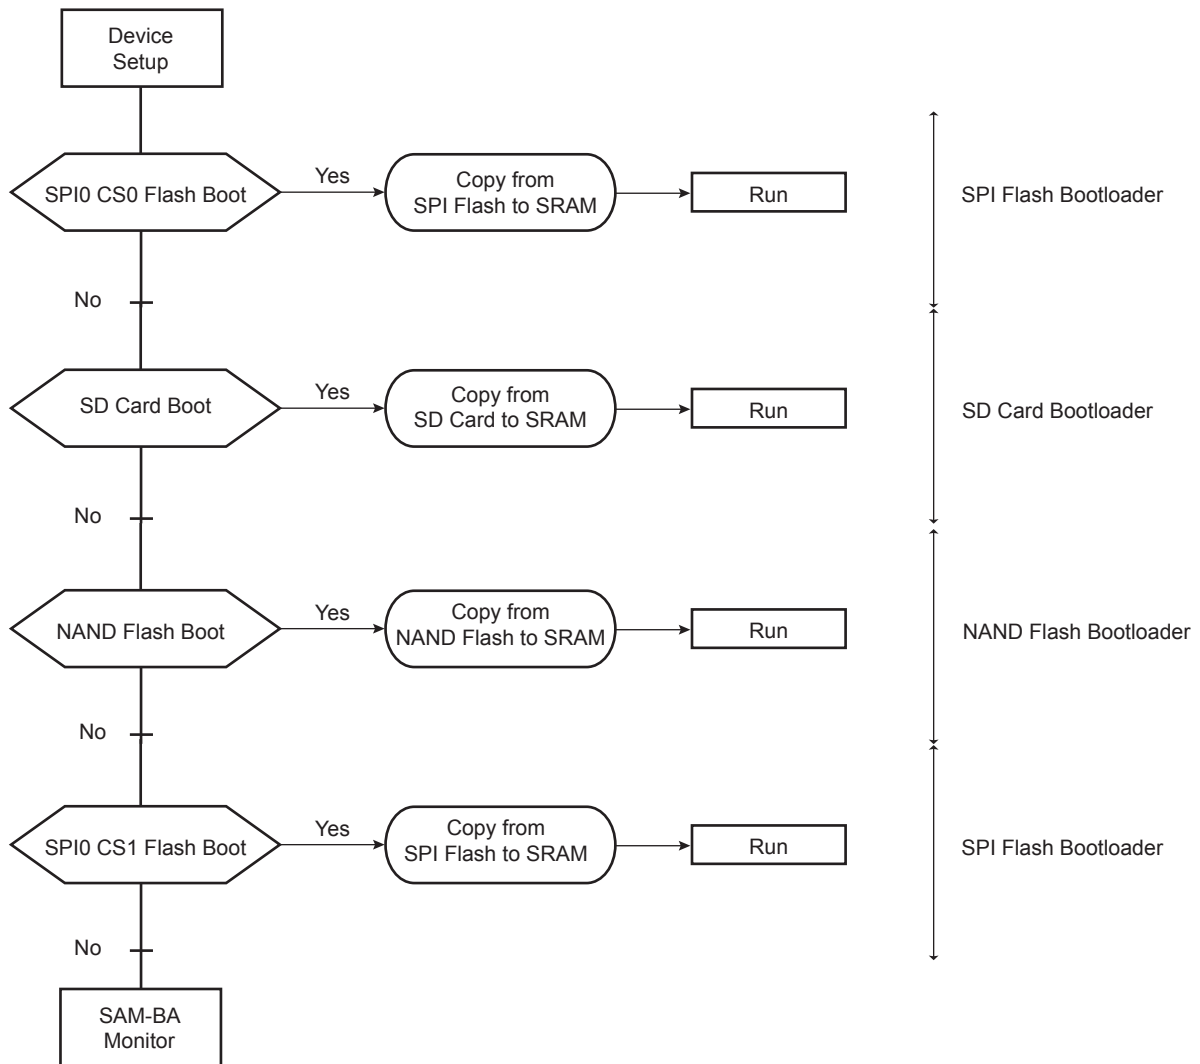 Device
Setup
SPI0 CS0 Flash Boot
Yes
Copy from
SPI Flash to SRAM
Run
SPI Flash Bootloader
No
SD Card Boot
Yes
Copy from
SD Card to SRAM
Run
SD Card Bootloader
No
NAND Flash Boot
Yes
Copy from
NAND Flash to SRAM
Run
NAND Flash Bootloader
No
SPI0 CS1 Flash Boot
Yes
Copy from
SPI Flash to SRAM
Run
SPI Flash Bootloader
No
SAM-BA
Monitor